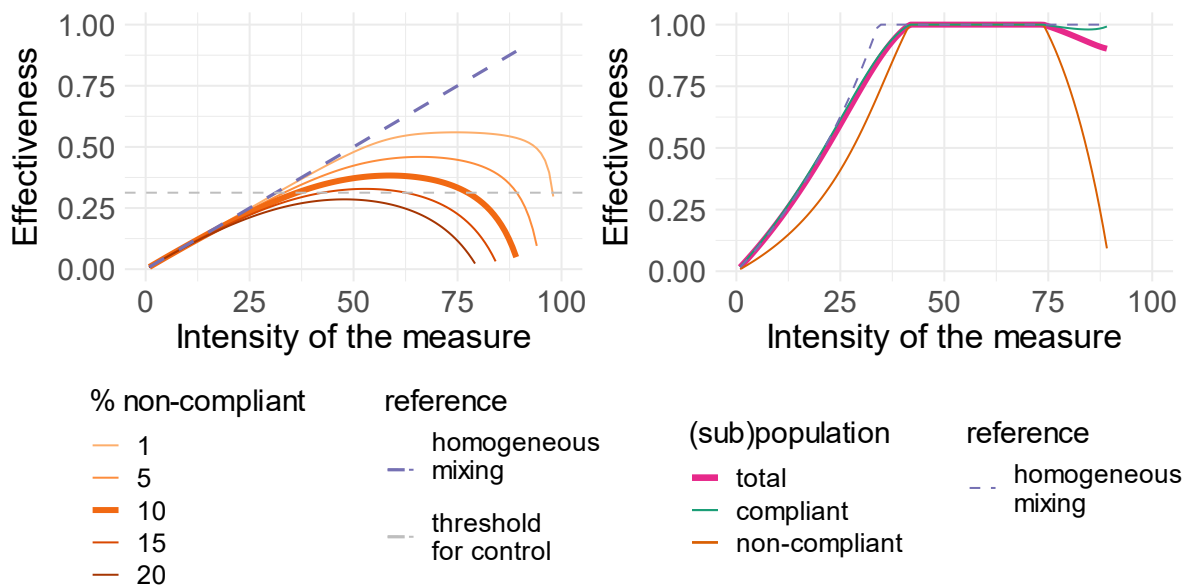 1.00
0.75
0.50
0.25
0.00
Effectiveness
0
25
50
75
100
Intensity of the measure
% non-compliant
1
5
10
15
20
reference
homogeneous
mixing
threshold
for control
1.00
0.75
0.50
0.25
0.00
Effectiveness
0
25
50
75
100
Intensity of the measure
(sub)population
total
compliant
non-compliant
reference
homogeneous
mixing